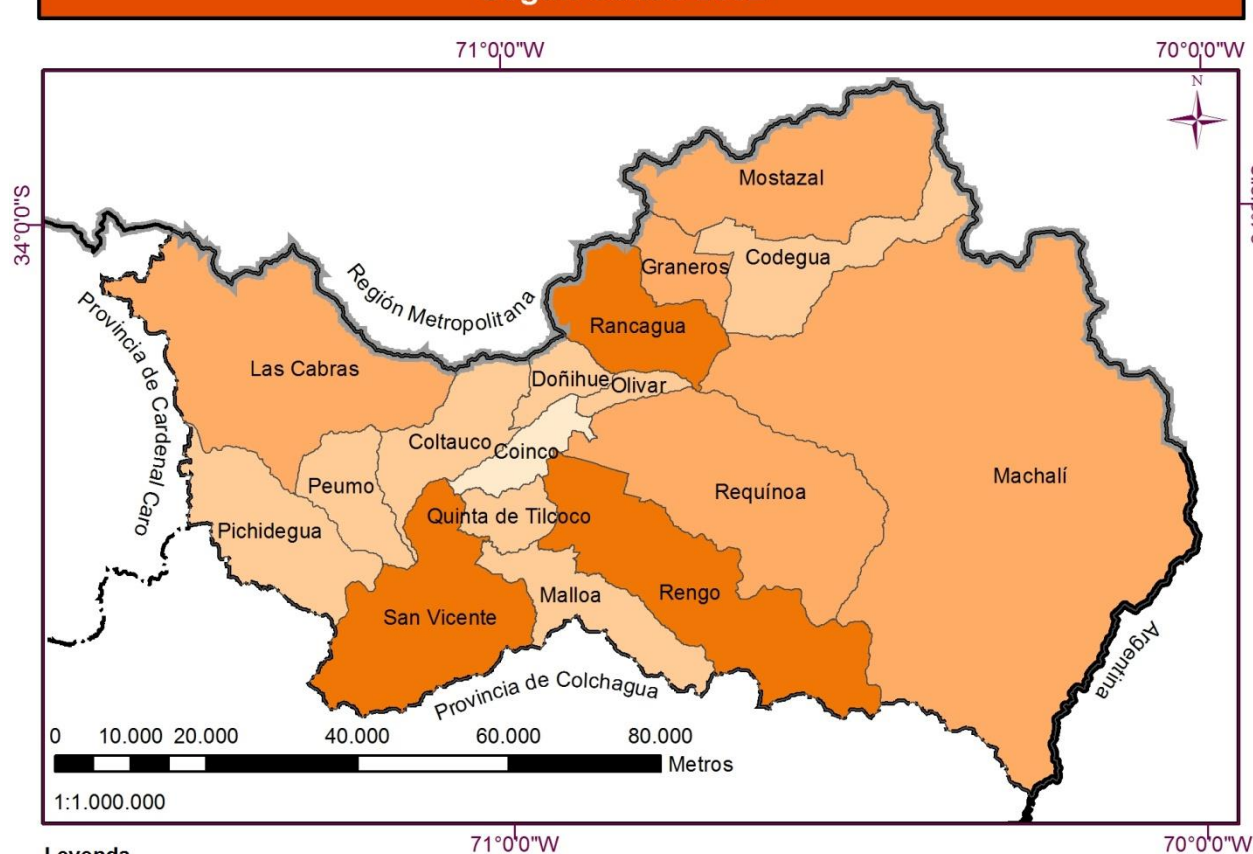 71°0'0"W
70°0'0"W
N
34°0'0"S
Mostazal
Codegua
Graneros
Región Metropolitana
Rancagua
Provincia de Cardenal Caro
Las Cabras
Doñihue
Olivar
Coltauco
Coinco
Machalí
Peumo
Requínoa
Quinta de Tilcoco
Pichidegua
Rengo
Malloa
San Vicente
Argentina
Provincia de Colchagua
0 10.000 20.000 40.000 60.000 80.000
Metros
1:1.000.000
71°0'0"W
70°0'0"W
Leyenda